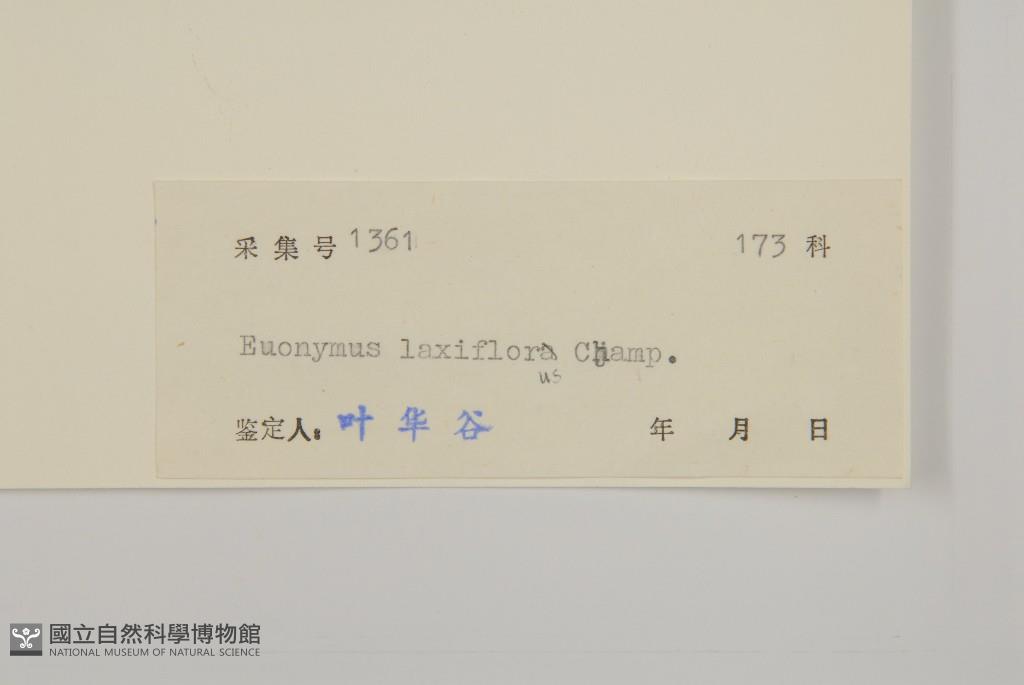 采集号 1361 173 科
Euonymus laxiflora Champ.
us
鉴定人: 叶华谷 年 月 日
國立自然科學博物館
NATIONAL MUSEUM OF NATURAL SCIENCE